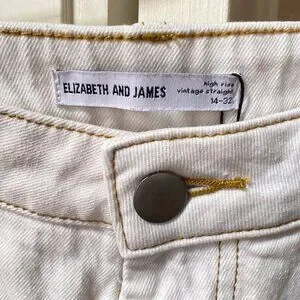 ELIZABETH AND JAMES
high rise
vintage straight
14-32